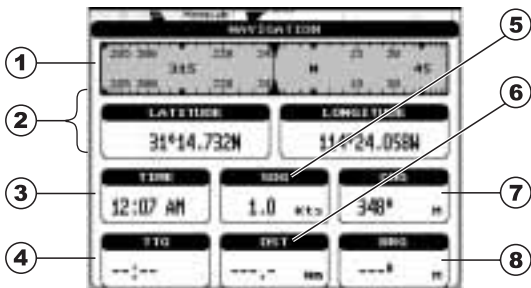 NAVIGATION
315 N 45
LATITUDE LONGITUDE
31°14.732N 114°24.058W
TIME SOG COG
12:07 AM 1.0 Kts 348° M
TTG DST BRG
--:-- ---.- Nm ---° M
1
2
3
4
5
6
7
8